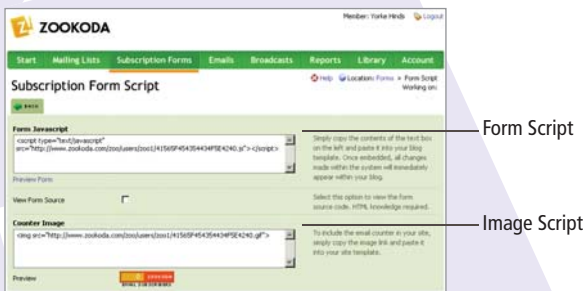 Member: Yorke Hinds Logout
ZOOKODA
Start Mailing Lists Subscription Forms Emails Broadcasts Reports Library Account
Subscription Form Script
Help Location: Forms » Form Script
Working on:
BACK
Form Javascript
<script type="text/javascript"
src="http://www.zookoda.com/zoo/users/zoo1/41565F454354434F5E4240.js"></script>
Simply copy the contents of the text box
on the left and paste it into your blog
template. Once embedded, all changes
made within the system will immediately
appear within your blog.
Preview Form
View Form Source
Select this option to view the form
source code. HTML knowledge required.
Counter Image
<img src="http://www.zookoda.com/zoo/users/zoo1/41565F454354434F5E4240.gif">
To include the email counter in your site,
simply copy the image link and paste it
into your site template.
Preview
EMAIL SUBSCRIBERS
Form Script
Image Script